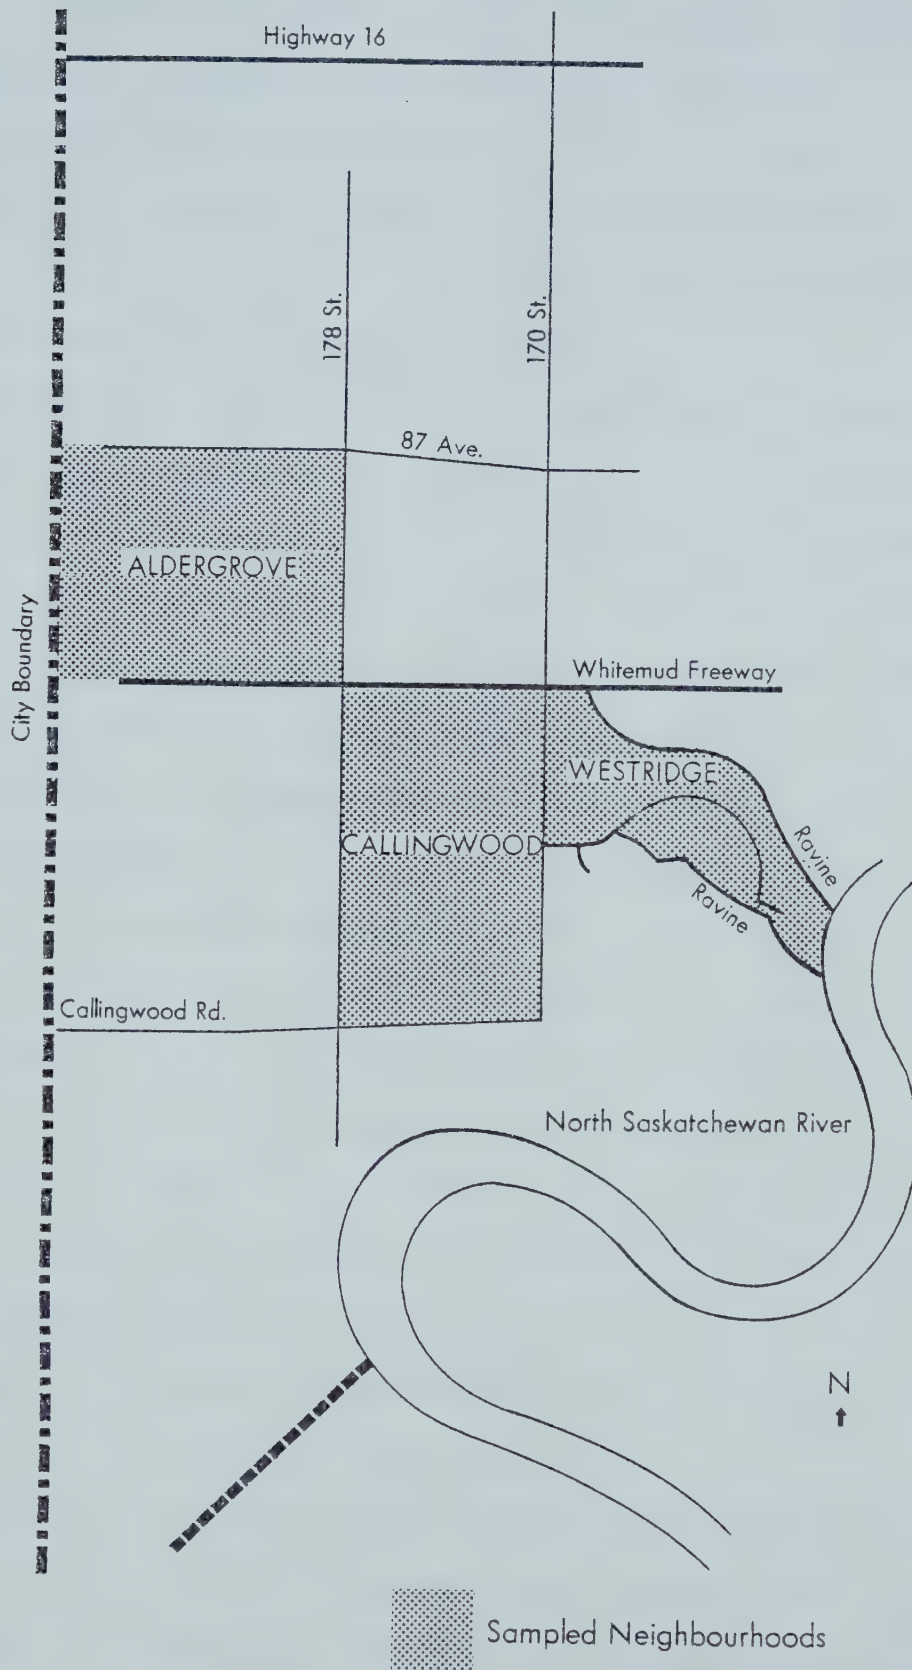 Highway 16
178 St.
170 St.
87 Ave.
ALDERGROVE
City Boundary
Whitemud Freeway
WESTRIDGE
CALLINGWOOD
Ravine
Ravine
Callingwood Rd.
North Saskatchewan River
N
Sampled Neighbourhoods